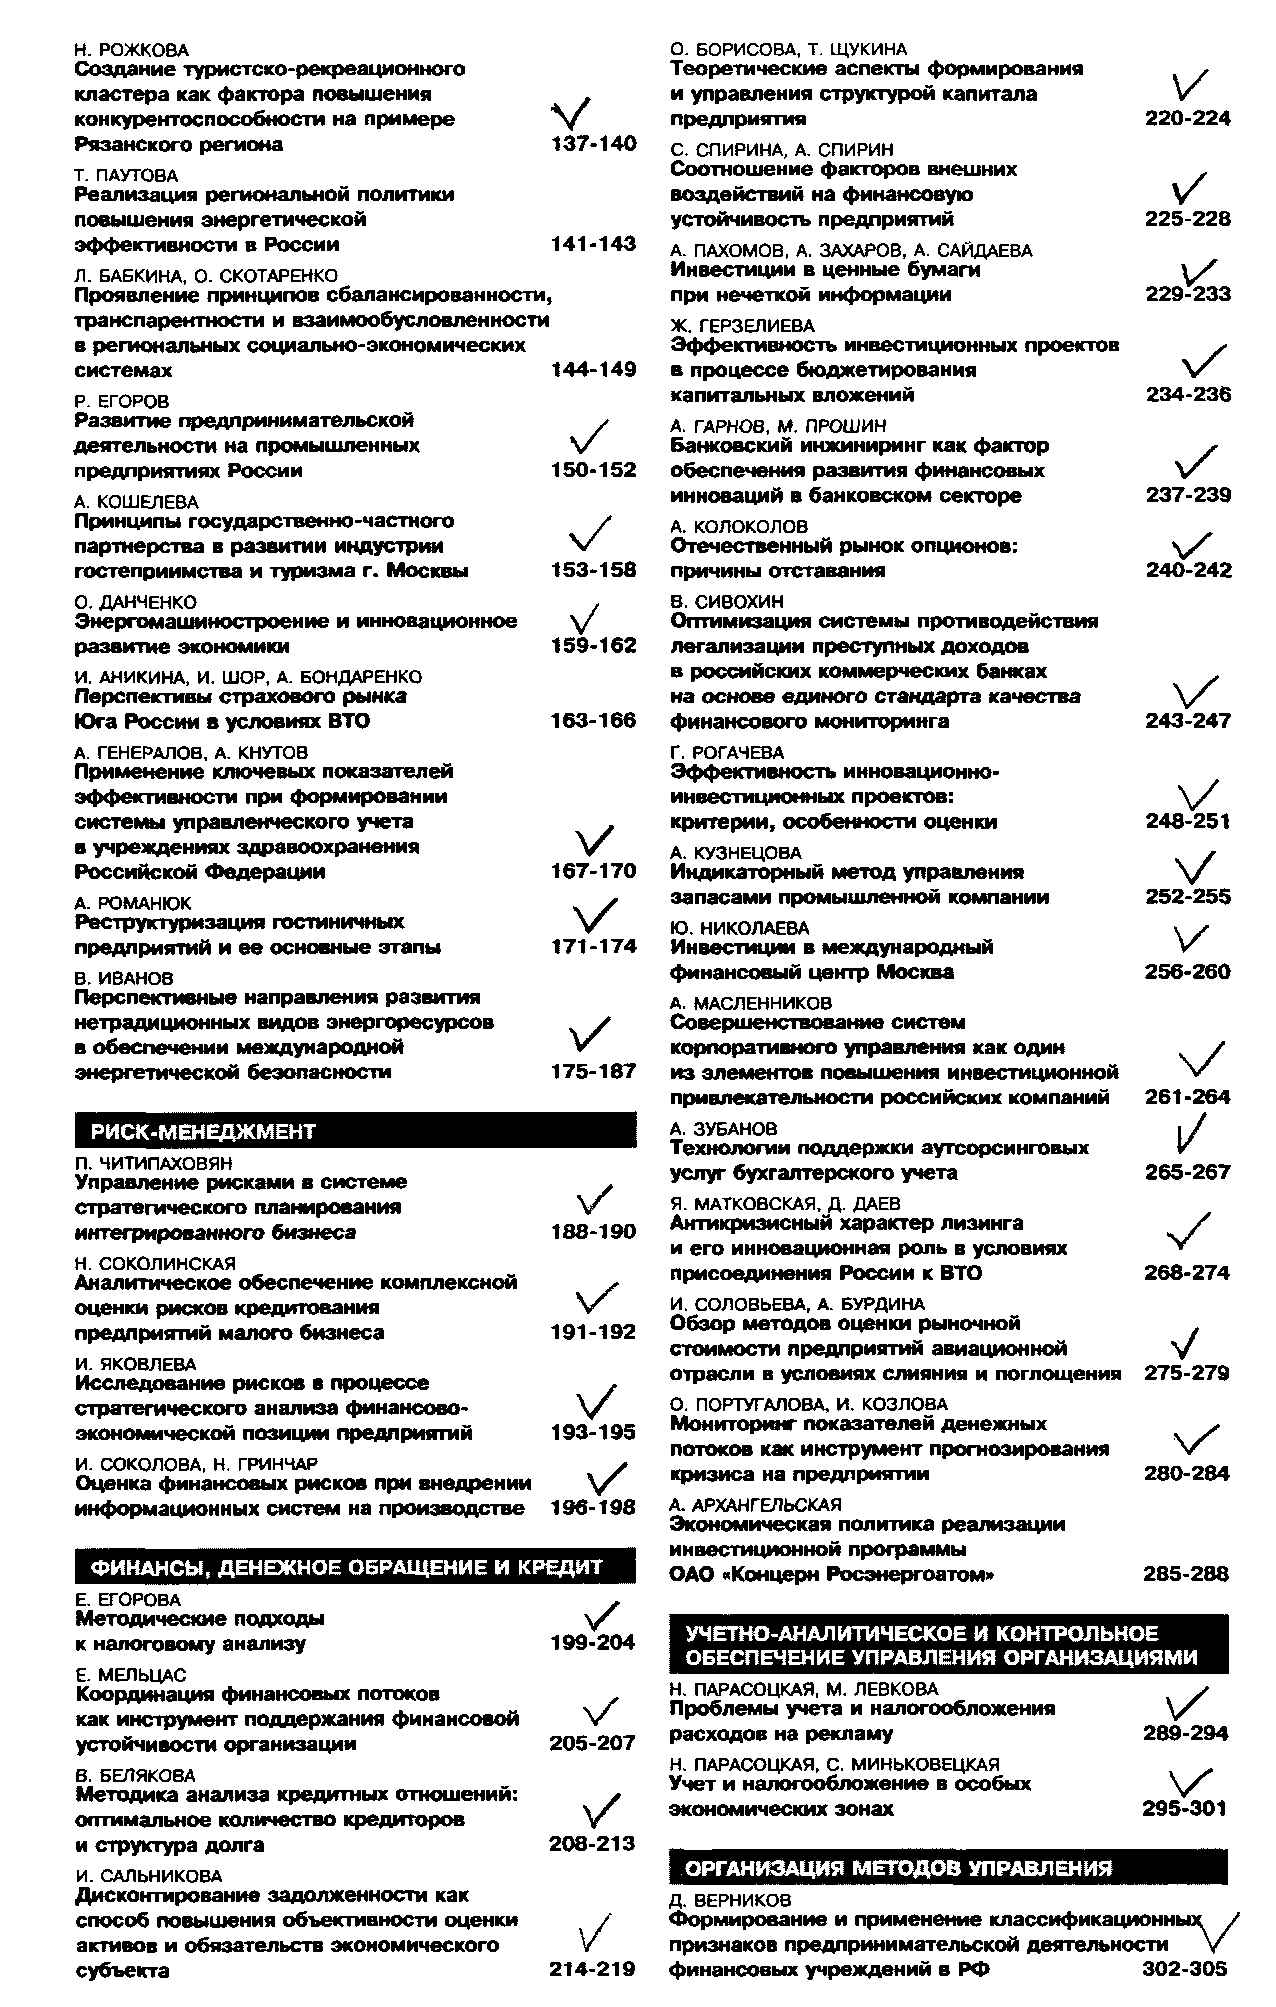 Н. РОЖКОВА
Создание туристско-рекреационного
кластера как фактора повышения
конкурентоспособности на примере
Рязанского региона 137-140
Т. ПАУТОВА
Реализация региональной политики
повышения энергетической
эффективности в России 141-143
Л. БАБКИНА, О. СКОТАРЕНКО
Проявление принципов сбалансированности,
транспарентности и взаимообусловленности
в региональных социально-экономических
системах 144-149
Р. ЕГОРОВ
Развитие предпринимательской
деятельности на промышленных
предприятиях России 150-152
А. КОШЕЛЕВА
Принципы государственно-частного
партнерства в развитии индустрии
гостеприимства и туризма г. Москвы 153-158
О. ДАНЧЕНКО
Энергомашиностроение и инновационное
развитие экономики 159-162
И. АНИКИНА, И. ШОР, А. БОНДАРЕНКО
Перспективы страхового рынка
Юга России в условиях ВТО 163-166
А. ГЕНЕРАЛОВ, А. КНУТОВ
Применение ключевых показателей
эффективности при формировании
системы управленческого учета
в учреждениях здравоохранения
Российской Федерации 167-170
А. РОМАНЮК
Реструктуризация гостиничных
предприятий и ее основные этапы 171-174
В. ИВАНОВ
Перспективные направления развития
нетрадиционных видов энергоресурсов
в обеспечении международной
энергетической безопасности 175-187
РИСК-МЕНЕДЖМЕНТ
П. ЧИТИПАХОВЯН
Управление рисками в системе
стратегического планирования
интегрированного бизнеса 188-190
Н. СОКОЛИНСКАЯ
Аналитическое обеспечение комплексной
оценки рисков кредитования
предприятий малого бизнеса 191-192
И. ЯКОВЛЕВА
Исследование рисков в процессе
стратегического анализа финансово-
экономической позиции предприятий 193-195
И. СОКОЛОВА, Н. ГРИНЧАР
Оценка финансовых рисков при внедрении
информационных систем на производстве 196-198
ФИНАНСЫ, ДЕНЕЖНОЕ ОБРАЩЕНИЕ И КРЕДИТ
Е. ЕГОРОВА
Методические подходы
к налоговому анализу 199-204
Е. МЕЛЬЦАС
Координация финансовых потоков
как инструмент поддержания финансовой
устойчивости организации 205-207
В. БЕЛЯКОВА
Методика анализа кредитных отношений:
оптимальное количество кредиторов
и структура долга 208-213
И. САЛЬНИКОВА
Дисконтирование задолженности как
способ повышения объективности оценки
активов и обязательств экономического
субъекта 214-219
О. БОРИСОВА, Т. ЩУКИНА
Теоретические аспекты формирования
и управления структурой капитала
предприятия 220-224
С. СПИРИНА, А. СПИРИН
Соотношение факторов внешних
воздействий на финансовую
устойчивость предприятий 225-228
А. ПАХОМОВ, А. ЗАХАРОВ, А. САЙДАЕВА
Инвестиции в ценные бумаги
при нечеткой информации 229-233
Ж. ГЕРЗЕЛИЕВА
Эффективность инвестиционных проектов
в процессе бюджетирования
капитальных вложений 234-236
А. ГАРНОВ, М. ПРОШИН
Банковский инжиниринг как фактор
обеспечения развития финансовых
инноваций в банковском секторе 237-239
А. КОЛОКОЛОВ
Отечественный рынок опционов:
причины отставания 240-242
В. СИВОХИН
Оптимизация системы противодействия
легализации преступных доходов
в российских коммерческих банках
на основе единого стандарта качества
финансового мониторинга 243-247
Г. РОГАЧЕВА
Эффективность инновационно-
инвестиционных проектов:
критерии, особенности оценки 248-251
А. КУЗНЕЦОВА
Индикаторный метод управления
запасами промышленной компании 252-255
Ю. НИКОЛАЕВА
Инвестиции в международный
финансовый центр Москва 256-260
А. МАСЛЕННИКОВ
Совершенствование систем
корпоративного управления как один
из элементов повышения инвестиционной
привлекательности российских компаний 261-264
А. ЗУБАНОВ
Технологии поддержки аутсорсинговых
услуг бухгалтерского учета 265-267
Я. МАТКОВСКАЯ, Д. ДАЕВ
Антикризисный характер лизинга
и его инновационная роль в условиях
присоединения России к ВТО 268-274
И. СОЛОВЬЕВА, А. БУРДИНА
Обзор методов оценки рыночной
стоимости предприятий авиационной
отрасли в условиях слияния и поглощения 275-279
О. ПОРТУГАЛОВА, И. КОЗЛОВА
Мониторинг показателей денежных
потоков как инструмент прогнозирования
кризиса на предприятии 280-284
А. АРХАНГЕЛЬСКАЯ
Экономическая политика реализации
инвестиционной программы
ОАО «Концерн Росэнергоатом» 285-288
УЧЕТНО-АНАЛИТИЧЕСКОЕ И КОНТРОЛЬНОЕ
ОБЕСПЕЧЕНИЕ УПРАВЛЕНИЯ ОРГАНИЗАЦИЯМИ
Н. ПАРАСОЦКАЯ, М. ЛЕВКОВА
Проблемы учета и налогообложения
расходов на рекламу 289-294
Н. ПАРАСОЦКАЯ, С. МИНЬКОВЕЦКАЯ
Учет и налогообложение в особых
экономических зонах 295-301
ОРГАНИЗАЦИЯ МЕТОДОВ УПРАВЛЕНИЯ
Д. ВЕРНИКОВ
Формирование и применение классификационных
признаков предпринимательской деятельности
финансовых учреждений в РФ 302-305